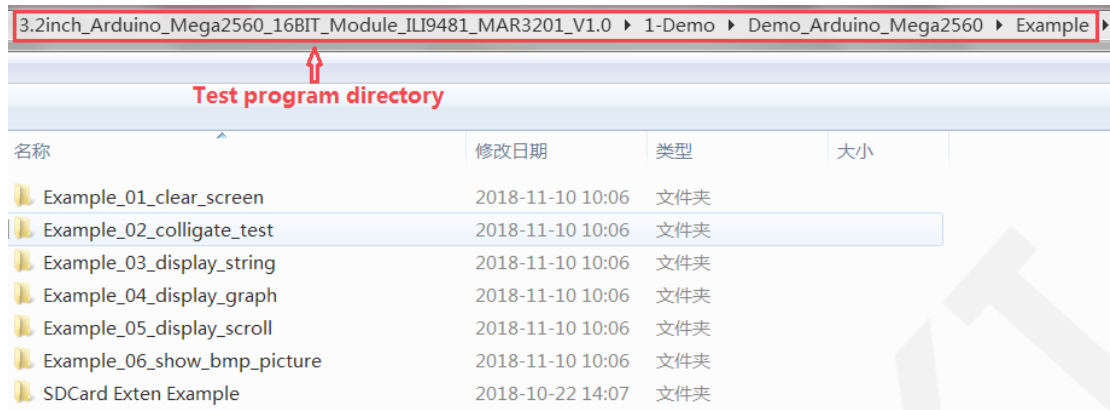 3.2inch_Arduino_Mega2560_16BIT_Module_ILI9481_MAR3201_V1.0 ▸ 1-Demo ▸ Demo_Arduino_Mega2560 ▸ Example ▸
Test program directory
名称 修改日期 类型 大小
Example_01_clear_screen 2018-11-10 10:06 文件夹
Example_02_colligate_test 2018-11-10 10:06 文件夹
Example_03_display_string 2018-11-10 10:06 文件夹
Example_04_display_graph 2018-11-10 10:06 文件夹
Example_05_display_scroll 2018-11-10 10:06 文件夹
Example_06_show_bmp_picture 2018-11-10 10:06 文件夹
SDCard Exten Example 2018-10-22 14:07 文件夹